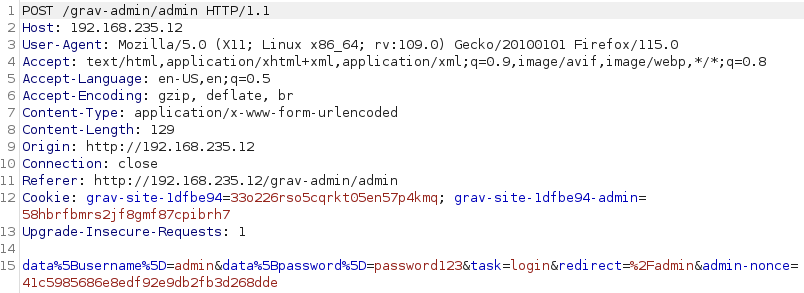 1 POST /grav-admin/admin HTTP/1.1
2 Host: 192.168.235.12
3 User-Agent: Mozilla/5.0 (X11; Linux x86_64; rv:109.0) Gecko/20100101 Firefox/115.0
4 Accept: text/html,application/xhtml+xml,application/xml;q=0.9,image/avif,image/webp,*/*;q=0.8
5 Accept-Language: en-US,en;q=0.5
6 Accept-Encoding: gzip, deflate, br
7 Content-Type: application/x-www-form-urlencoded
8 Content-Length: 129
9 Origin: http://192.168.235.12
10 Connection: close
11 Referer: http://192.168.235.12/grav-admin/admin
12 Cookie: grav-site-1dfbe94=33o226rso5cqrkt05en57p4kmq; grav-site-1dfbe94-admin=
58hbrfbmrs2jf8gmf87cpibrh7
13 Upgrade-Insecure-Requests: 1
14
15 data%5Busername%5D=admin&data%5Bpassword%5D=password123&task=login&redirect=%2Fadmin&admin-nonce=
41c5985686e8edf92e9db2fb3d268dde